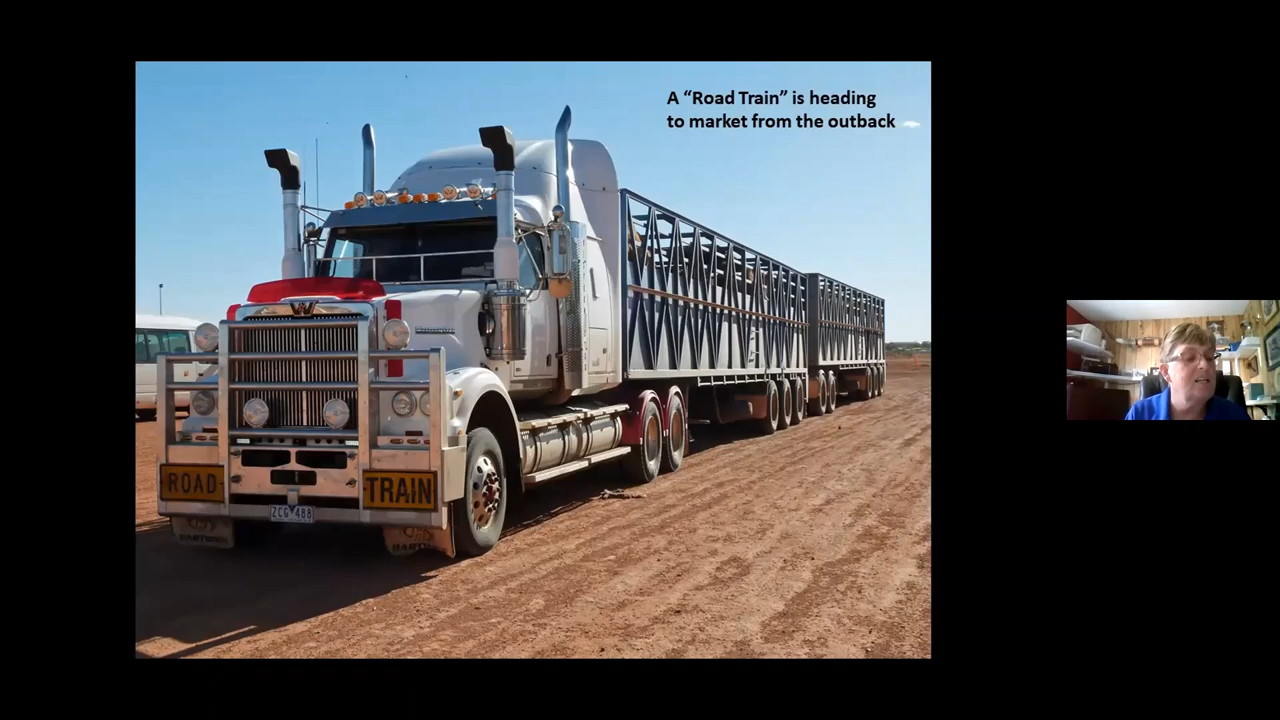 A “Road Train” is heading
to market from the outback
W
ROAD
TRAIN
ZCG·488